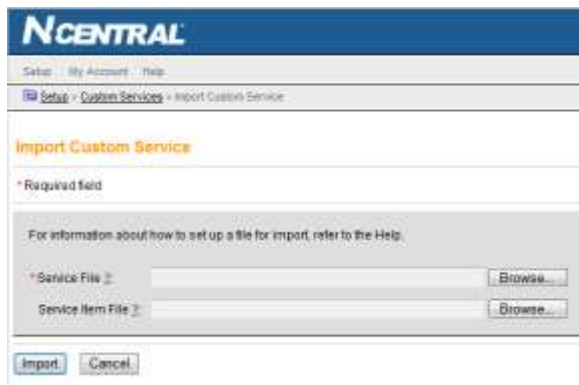 NCENTRAL
Setup My Account Help
Setup > Custom Services > Import Custom Service
Import Custom Service
* Required field
For information about how to set up a file for import, refer to the Help.
* Service File ?: Browse...
Service Item File ?: Browse...
Import Cancel